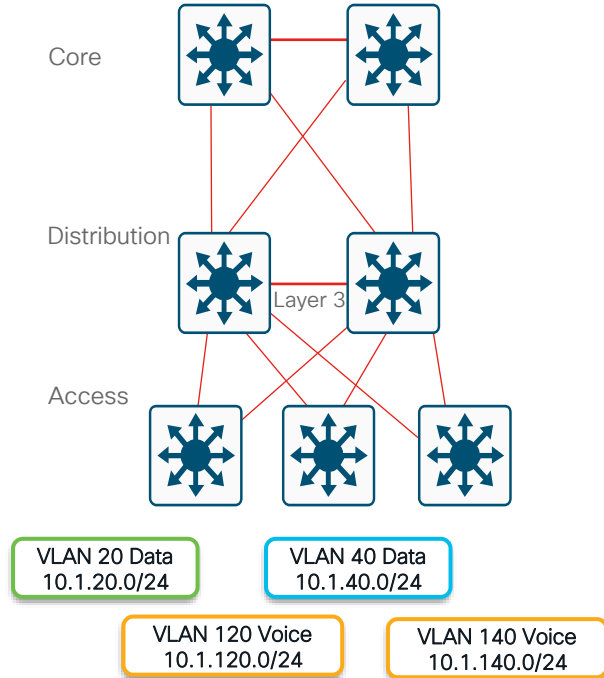 Core
Distribution
Layer 3
Access
VLAN 20 Data
10.1.20.0/24
VLAN 40 Data
10.1.40.0/24
VLAN 120 Voice
10.1.120.0/24
VLAN 140 Voice
10.1.140.0/24